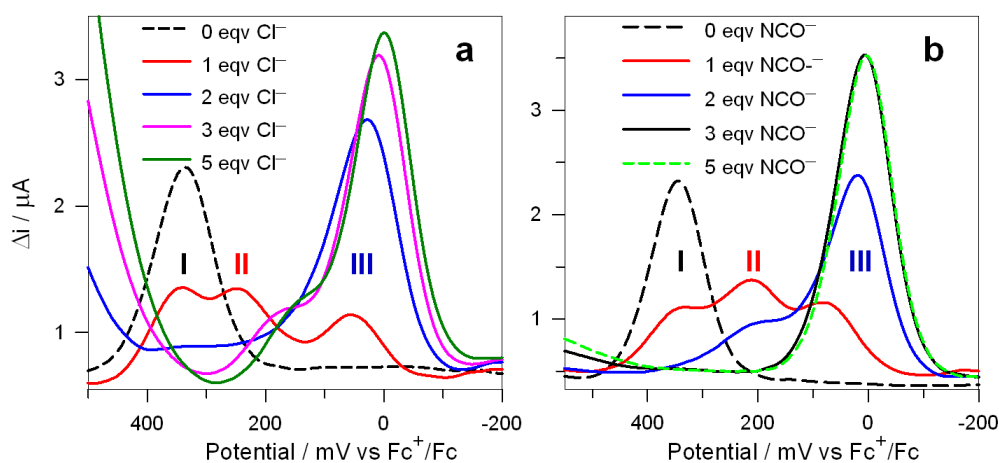 0 eqv Cl⁻
1 eqv Cl⁻
2 eqv Cl⁻
3 eqv Cl⁻
5 eqv Cl⁻
a
3
2
1
Δi / μA
I
II
III
400
200
0
-200
Potential / mV vs Fc⁺/Fc
0 eqv NCO⁻
1 eqv NCO-⁻
2 eqv NCO⁻
3 eqv NCO⁻
5 eqv NCO⁻
b
3
2
1
I
II
III
400
200
0
-200
Potential / mV vs Fc⁺/Fc